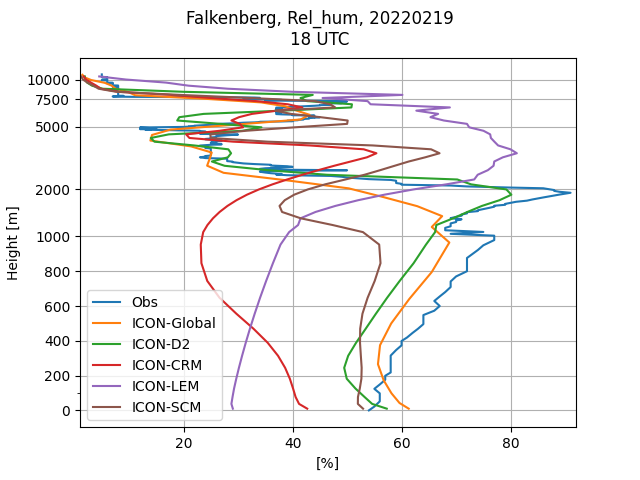 Falkenberg, Rel_hum, 20220219
18 UTC
Height [m]
10000
7500
5000
2000
1000
800
600
400
200
0
Obs
ICON-Global
ICON-D2
ICON-CRM
ICON-LEM
ICON-SCM
20
40
60
80
[%]